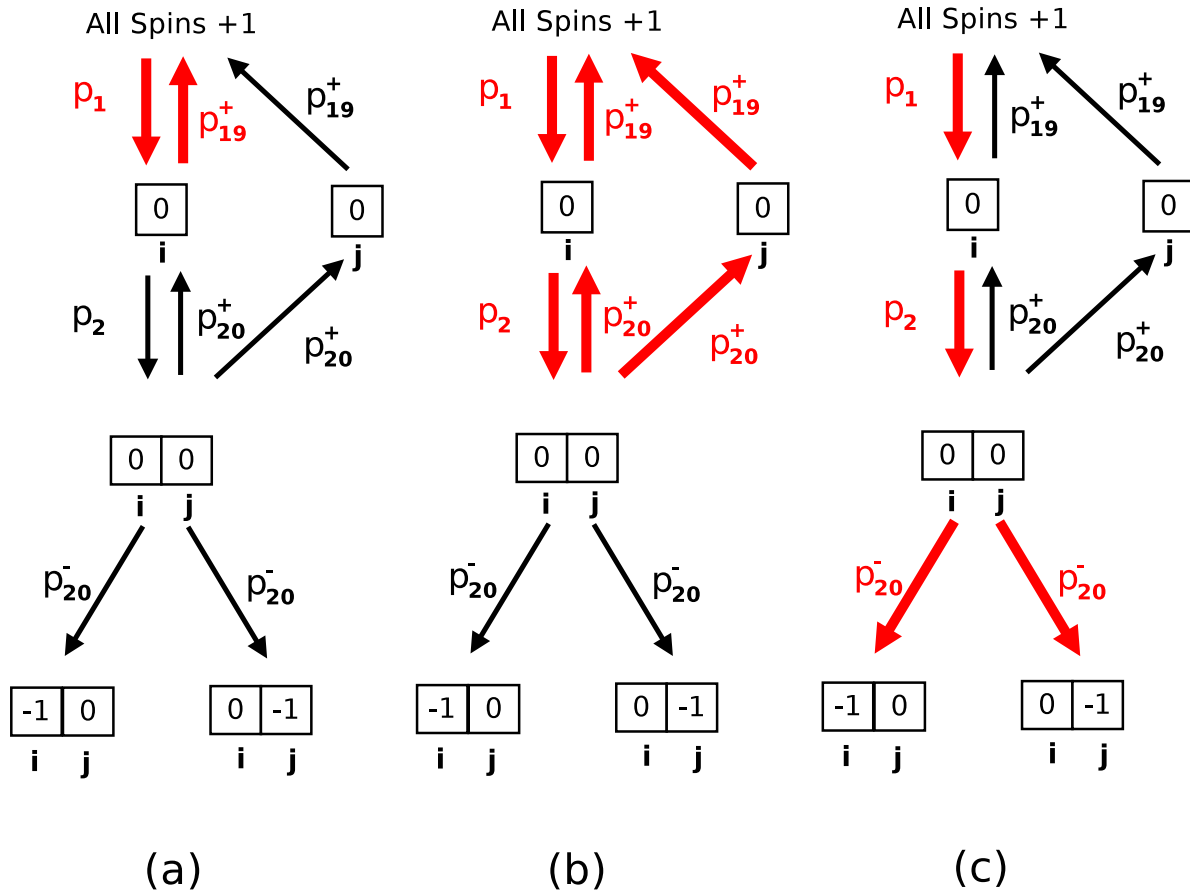 All Spins +1 All Spins +1 All Spins +1
p1 p19+ p19+ p1 p19+ p19+ p1 p19+ p19+
0 0 0 0 0 0
i j i j i j
p2 p20+ p20+ p2 p20+ p20+ p2 p20+ p20+
0 0 0 0 0 0
i j i j i j
p20- p20- p20- p20- p20- p20-
-1 0 0 -1 -1 0 0 -1 -1 0 0 -1
i j i j i j i j i j i j
(a) (b) (c)